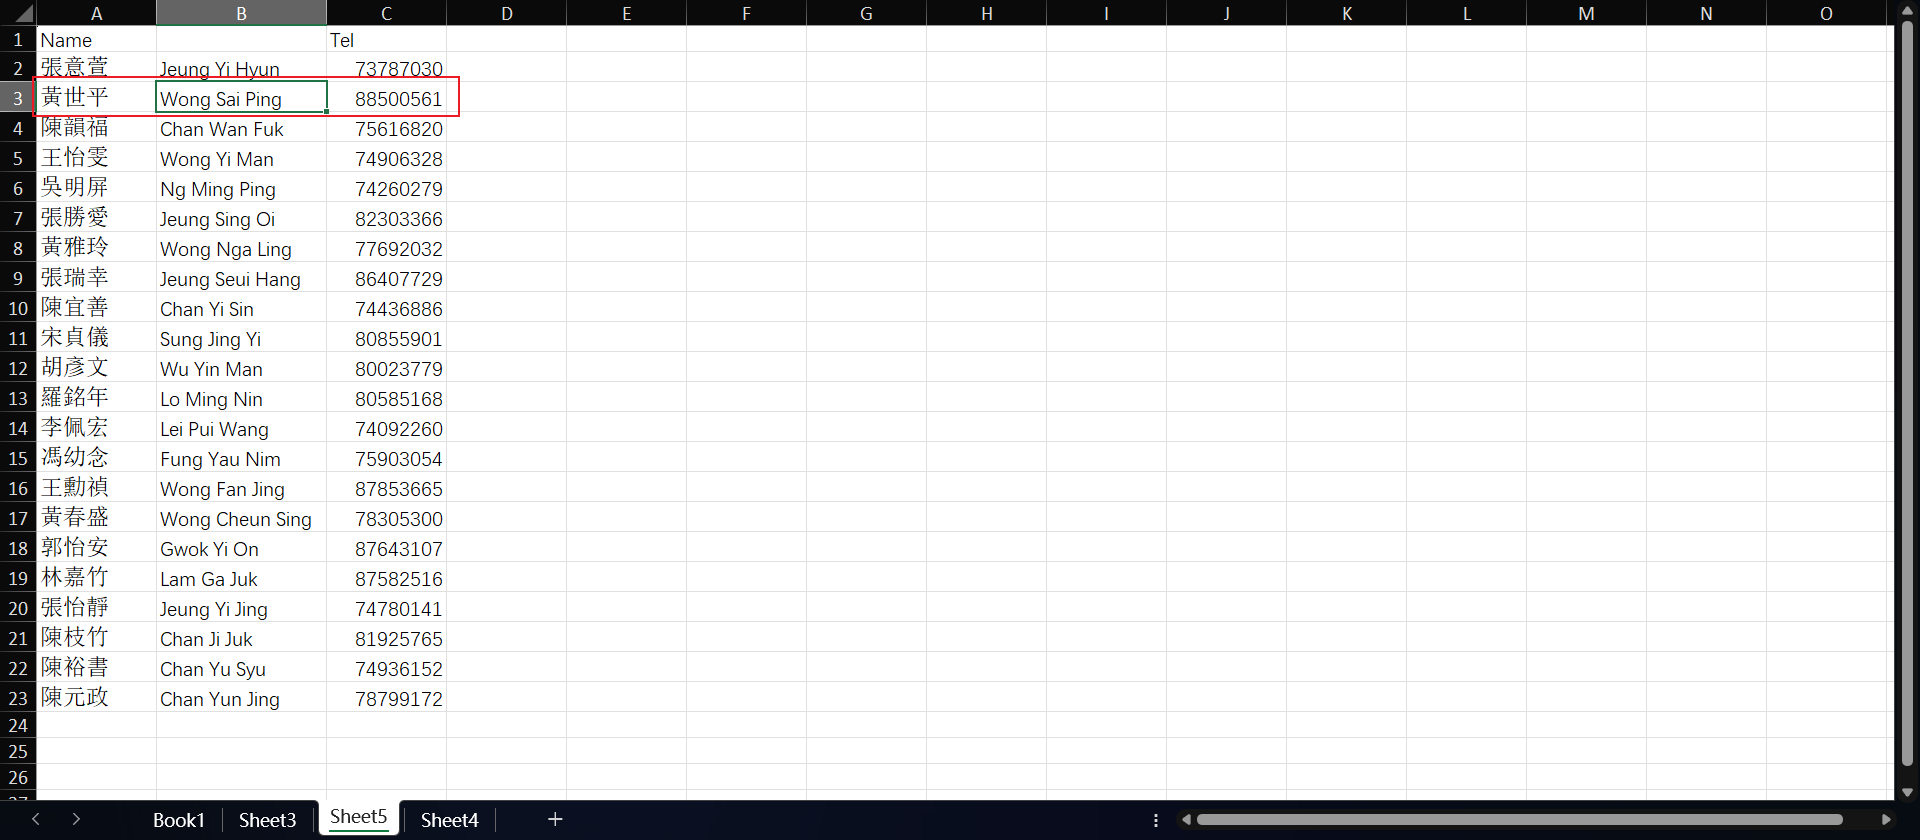 A B C D E F G H I J K L M N O
1 Name Tel
2 張意萱 Jeung Yi Hyun 73787030
3 黃世平 Wong Sai Ping 88500561
4 陳韻福 Chan Wan Fuk 75616820
5 王怡雯 Wong Yi Man 74906328
6 吳明屏 Ng Ming Ping 74260279
7 張勝愛 Jeung Sing Oi 82303366
8 黃雅玲 Wong Nga Ling 77692032
9 張瑞幸 Jeung Seui Hang 86407729
10 陳宜善 Chan Yi Sin 74436886
11 宋貞儀 Sung Jing Yi 80855901
12 胡彥文 Wu Yin Man 80023779
13 羅銘年 Lo Ming Nin 80585168
14 李佩宏 Lei Pui Wang 74092260
15 馮幼念 Fung Yau Nim 75903054
16 王勳禎 Wong Fan Jing 87853665
17 黃春盛 Wong Cheun Sing 78305300
18 郭怡安 Gwok Yi On 87643107
19 林嘉竹 Lam Ga Juk 87582516
20 張怡靜 Jeung Yi Jing 74780141
21 陳枝竹 Chan Ji Juk 81925765
22 陳裕書 Chan Yu Syu 74936152
23 陳元政 Chan Yun Jing 78799172
24
25
26
27
Book1 Sheet3 Sheet5 Sheet4